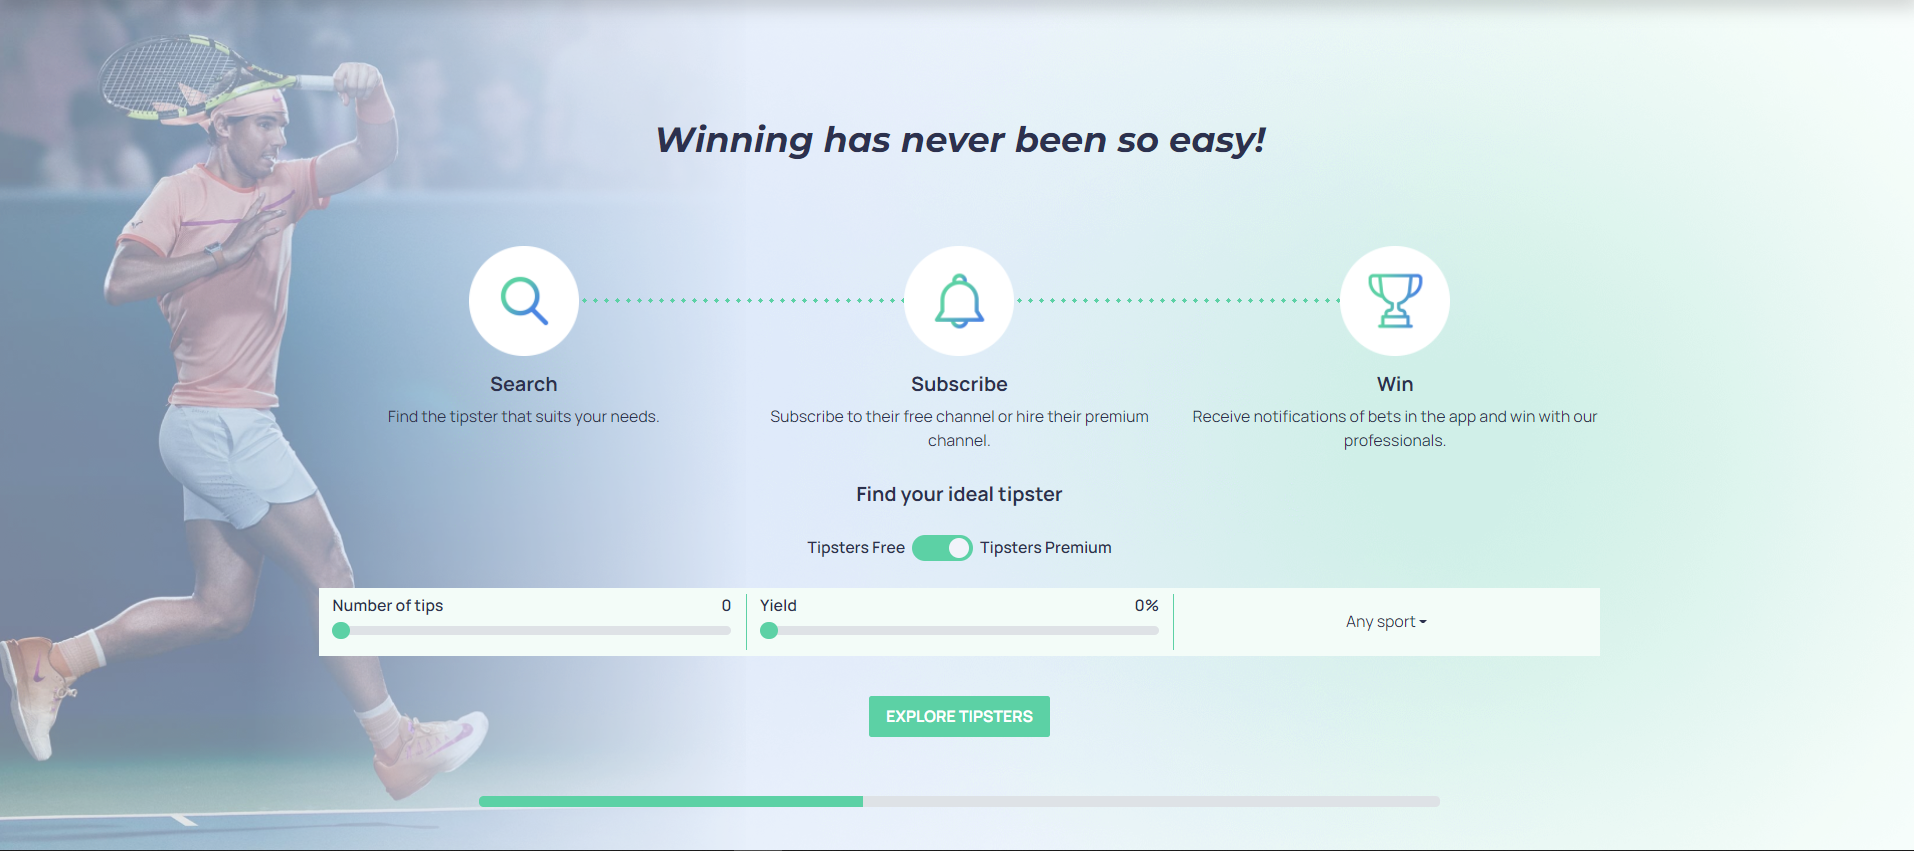 Winning has never been so easy!
Search
Find the tipster that suits your needs.
Subscribe
Subscribe to their free channel or hire their premium
channel.
Win
Receive notifications of bets in the app and win with our
professionals.
Find your ideal tipster
Tipsters Free Tipsters Premium
Number of tips 0
Yield 0%
Any sport
EXPLORE TIPSTERS